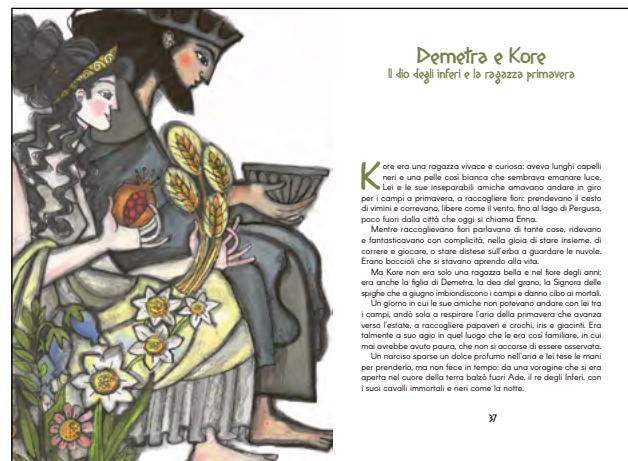 Demetra e Kore
Il dio degli inferi e la ragazza primavera
Kore era una ragazza vivace e curiosa; aveva lunghi capelli
neri e una pelle così bianca che sembrava emanare luce.
Lei e le sue inseparabili amiche amavano andare in giro
per i campi a primavera, a raccogliere fiori: prendevano il cesto
di vimini e correvano, libere come il vento, fino al lago di Pergusa,
poco fuori dalla città che oggi si chiama Enna.
Mentre raccoglievano fiori parlavano di tante cose, ridevano
e fantasticavano con complicità, nella gioia di stare insieme, di
correre e giocare, o stare distese sull'erba a guardare le nuvole.
Erano boccioli che si stavano aprendo alla vita.
Ma Kore non era solo una ragazza bella e nel fiore degli anni;
era anche la figlia di Demetra, la dea del grano, la Signora delle
spighe che a giugno imbiondiscono i campi e danno cibo ai mortali.
Un giorno in cui le sue amiche non potevano andare con lei tra
i campi, andò sola a respirare l'aria della primavera che avanza
verso l'estate, a raccogliere papaveri e crochi, iris e giacinti. Era
talmente a suo agio in quel luogo che le era così familiare, in cui
mai avrebbe avuto paura, che non si accorse di essere osservata.
Un narciso sparse un dolce profumo nell'aria e lei tese le mani
per prenderlo, ma non fece in tempo: da una voragine che si era
aperta nel cuore della terra balzò fuori Ade, il re degli Inferi, con
i suoi cavalli immortali e neri come la notte.
37